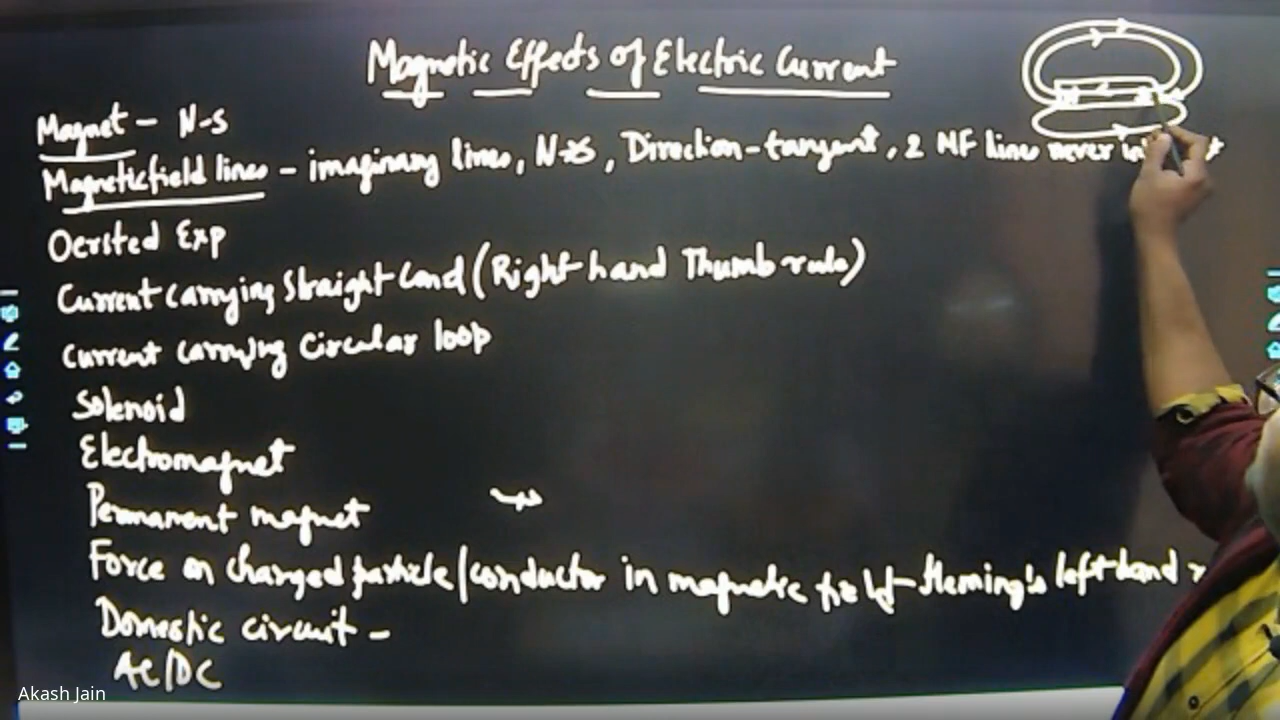 Magnetic Effects of Electric Current
Magnet - N-S
Magnetic field lines - imaginary lines, N→S, Direction - tangent, 2 MF lines never
Oersted Exp
Current carrying straight cond (Right hand Thumb rule)
Current carrying circular loop
Solenoid
Electromagnet
Permanent magnet
Force on charged particle/conductor in magnetic field - Fleming's left hand
Domestic circuit -
AC/DC
Akash Jain